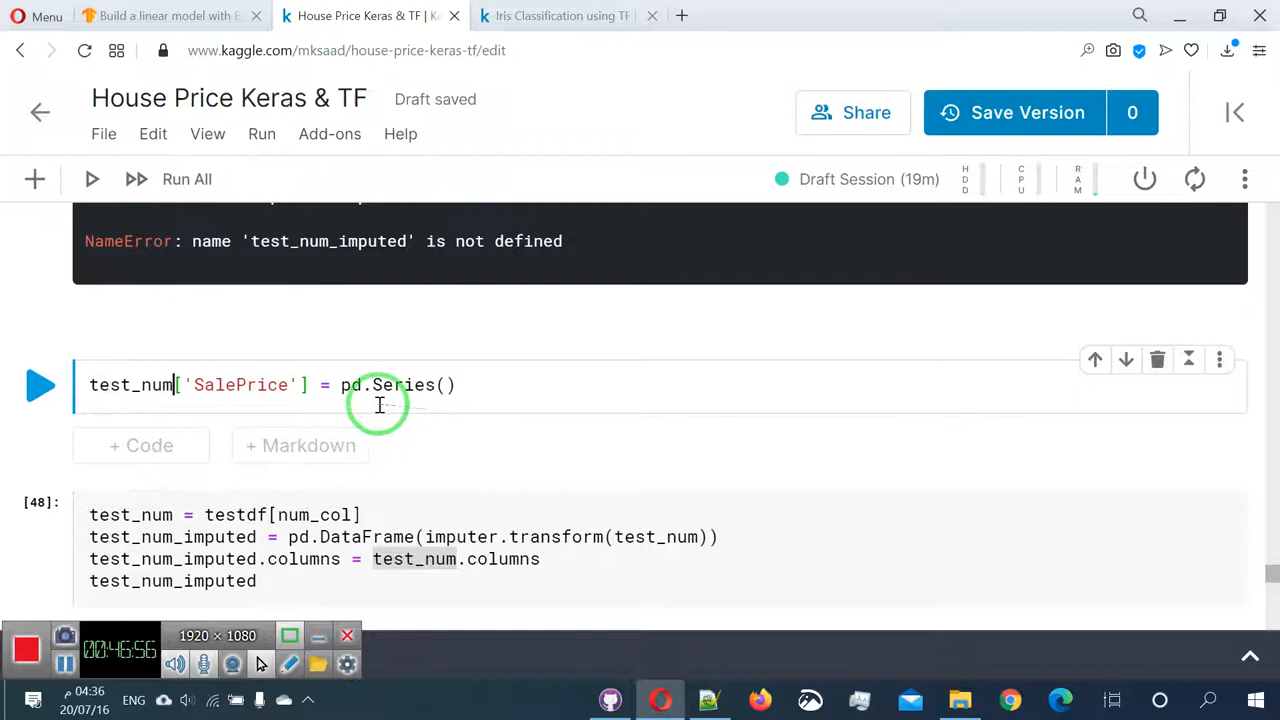 Menu
Build a linear model with E
House Price Keras & TF | Ka
Iris Classification using TF
www.kaggle.com/mksaad/house-price-keras-tf/edit
House Price Keras & TF
Draft saved
File Edit View Run Add-ons Help
Share
Save Version
0
Run All
Draft Session (19m)
HDD
CPU
RAM
NameError: name 'test_num_imputed' is not defined
test_num['SalePrice'] = pd.Series()
+ Code
+ Markdown
[48]:
test_num = testdf[num_col]
test_num_imputed = pd.DataFrame(imputer.transform(test_num))
test_num_imputed.columns = test_num.columns
test_num_imputed
1920 × 1080
00:46:56
ENG
04:36 م
20/07/16